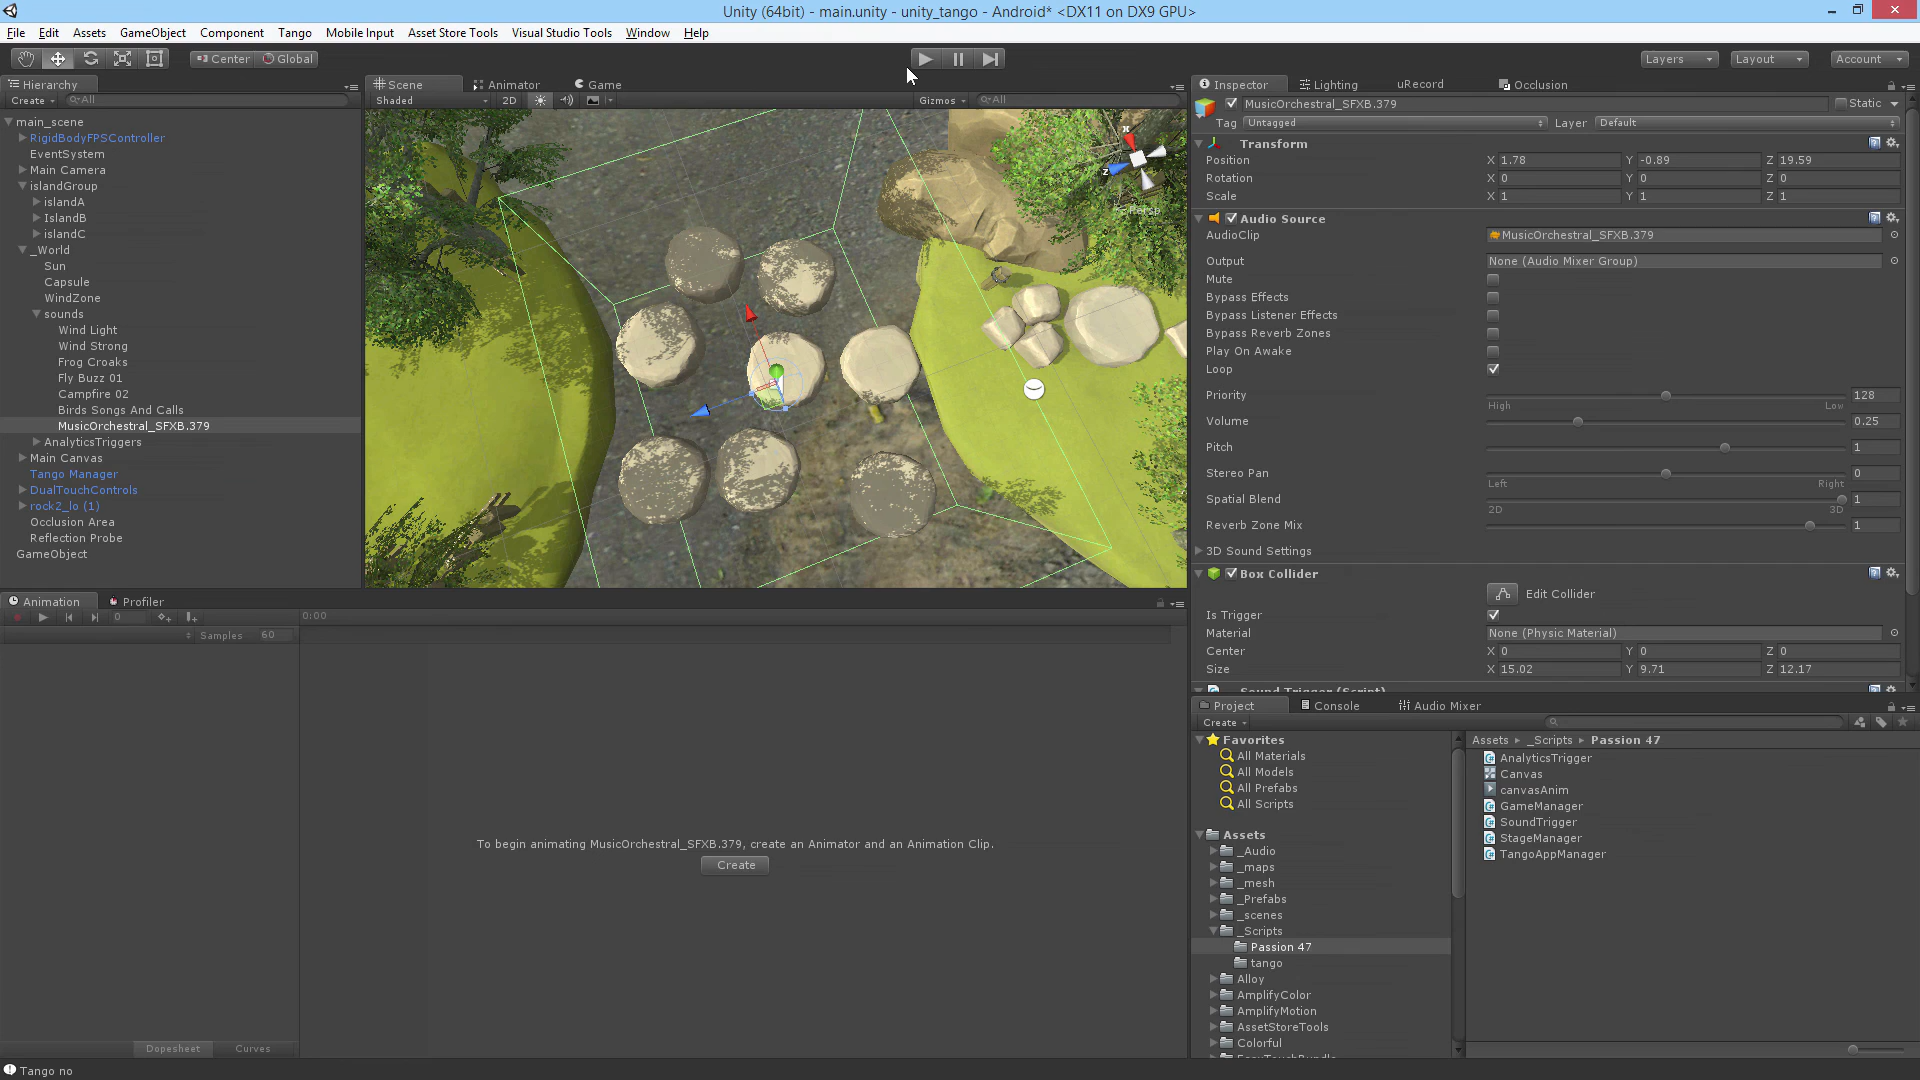 Unity (64bit) - main.unity - unity_tango - Android* <DX11 on DX9 GPU>
File Edit Assets GameObject Component Tango Mobile Input Asset Store Tools Visual Studio Tools Window Help
Center Global Layers Layout Account
Hierarchy
Create All
main_scene
RigidBodyFPSController
EventSystem
Main Camera
islandGroup
islandA
IslandB
islandC
_World
Sun
Capsule
WindZone
sounds
Wind Light
Wind Strong
Frog Croaks
Fly Buzz 01
Campfire 02
Birds Songs And Calls
MusicOrchestral_SFXB.379
AnalyticsTriggers
Main Canvas
Tango Manager
DualTouchControls
rock2_lo (1)
Occlusion Area
Reflection Probe
GameObject
Scene Animator Game
Shaded 2D Gizmos All
x
z
Persp
Inspector Lighting uRecord Occlusion
MusicOrchestral_SFXB.379 Static
Tag Untagged Layer Default
Transform
Position X 1.78 Y -0.89 Z 19.59
Rotation X 0 Y 0 Z 0
Scale X 1 Y 1 Z 1
Audio Source
AudioClip MusicOrchestral_SFXB.379
Output None (Audio Mixer Group)
Mute
Bypass Effects
Bypass Listener Effects
Bypass Reverb Zones
Play On Awake
Loop
Priority 128
High Low
Volume 0.25
Pitch 1
Stereo Pan 0
Left Right
Spatial Blend 1
2D 3D
Reverb Zone Mix 1
3D Sound Settings
Box Collider
Edit Collider
Is Trigger
Material None (Physic Material)
Center X 0 Y 0 Z 0
Size X 15.02 Y 9.71 Z 12.17
Sound Trigger (Script)
Animation Profiler
0 0:00
Samples 60
To begin animating MusicOrchestral_SFXB.379, create an Animator and an Animation Clip.
Create
Dopesheet Curves
Project Console Audio Mixer
Create
Favorites
All Materials
All Models
All Prefabs
All Scripts
Assets
_Audio
_maps
_mesh
_Prefabs
_scenes
_Scripts
Passion 47
tango
Alloy
AmplifyColor
AmplifyMotion
AssetStoreTools
Colorful
EasyTouchBundle
Assets _Scripts Passion 47
AnalyticsTrigger
Canvas
canvasAnim
GameManager
SoundTrigger
StageManager
TangoAppManager
Tango no